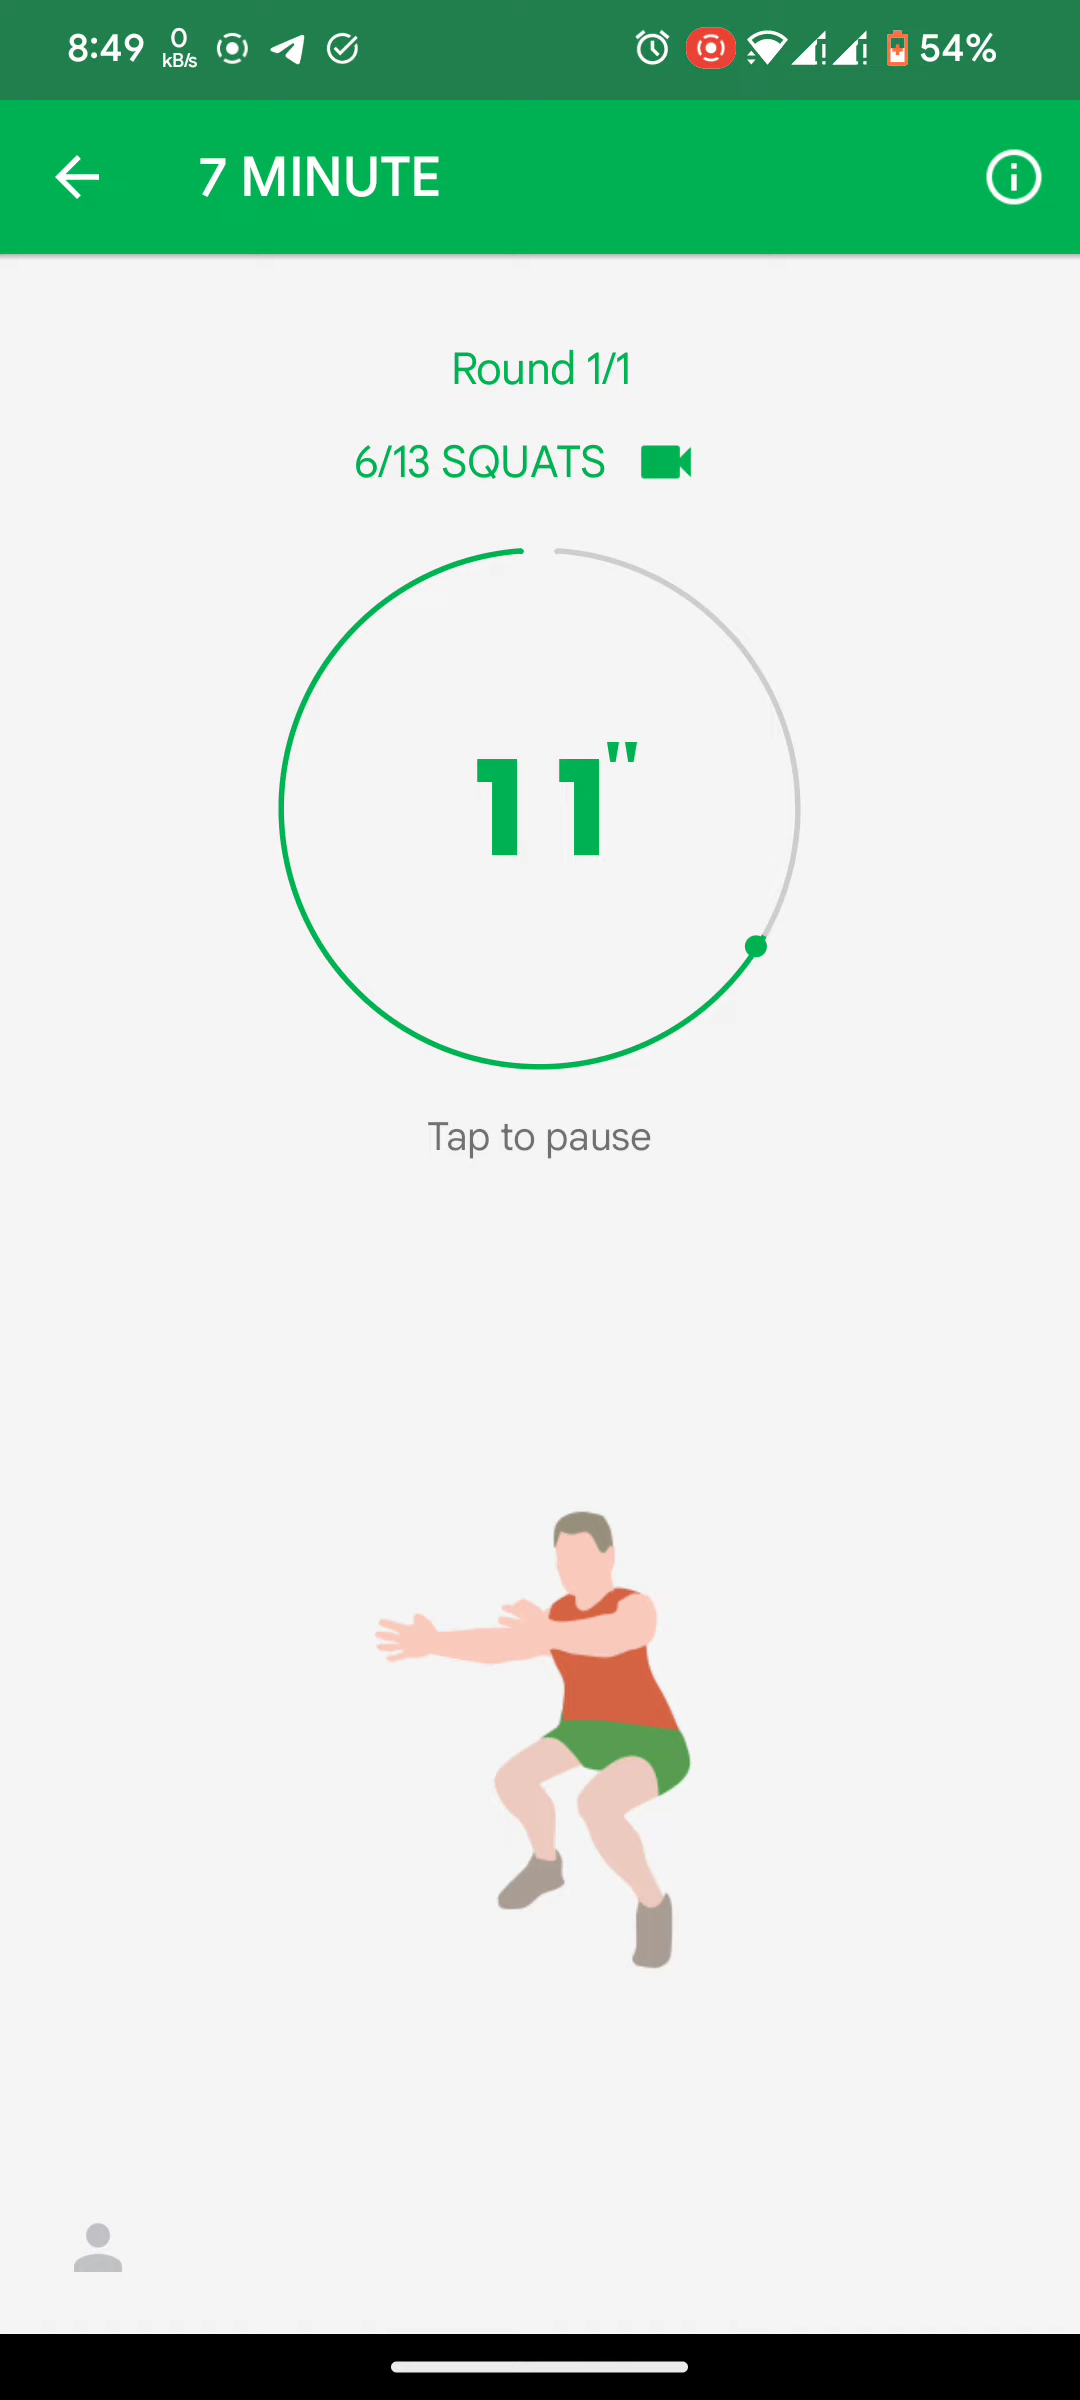 8:49 0 kB/s 54%
7 MINUTE
Round 1/1
6/13 SQUATS
11"
Tap to pause